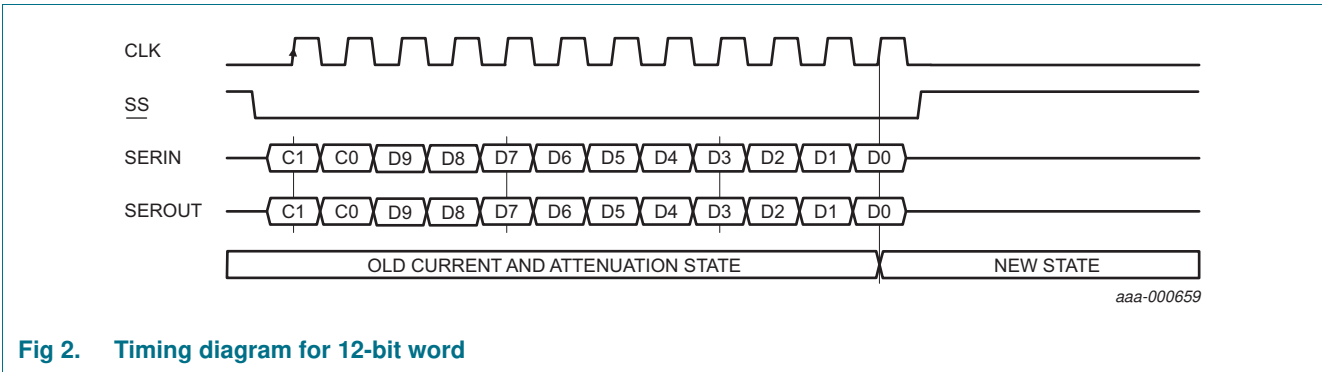 CLK
SS
SERIN C1 C0 D9 D8 D7 D6 D5 D4 D3 D2 D1 D0
SEROUT C1 C0 D9 D8 D7 D6 D5 D4 D3 D2 D1 D0
OLD CURRENT AND ATTENUATION STATE NEW STATE
aaa-000659
Fig 2. Timing diagram for 12-bit word